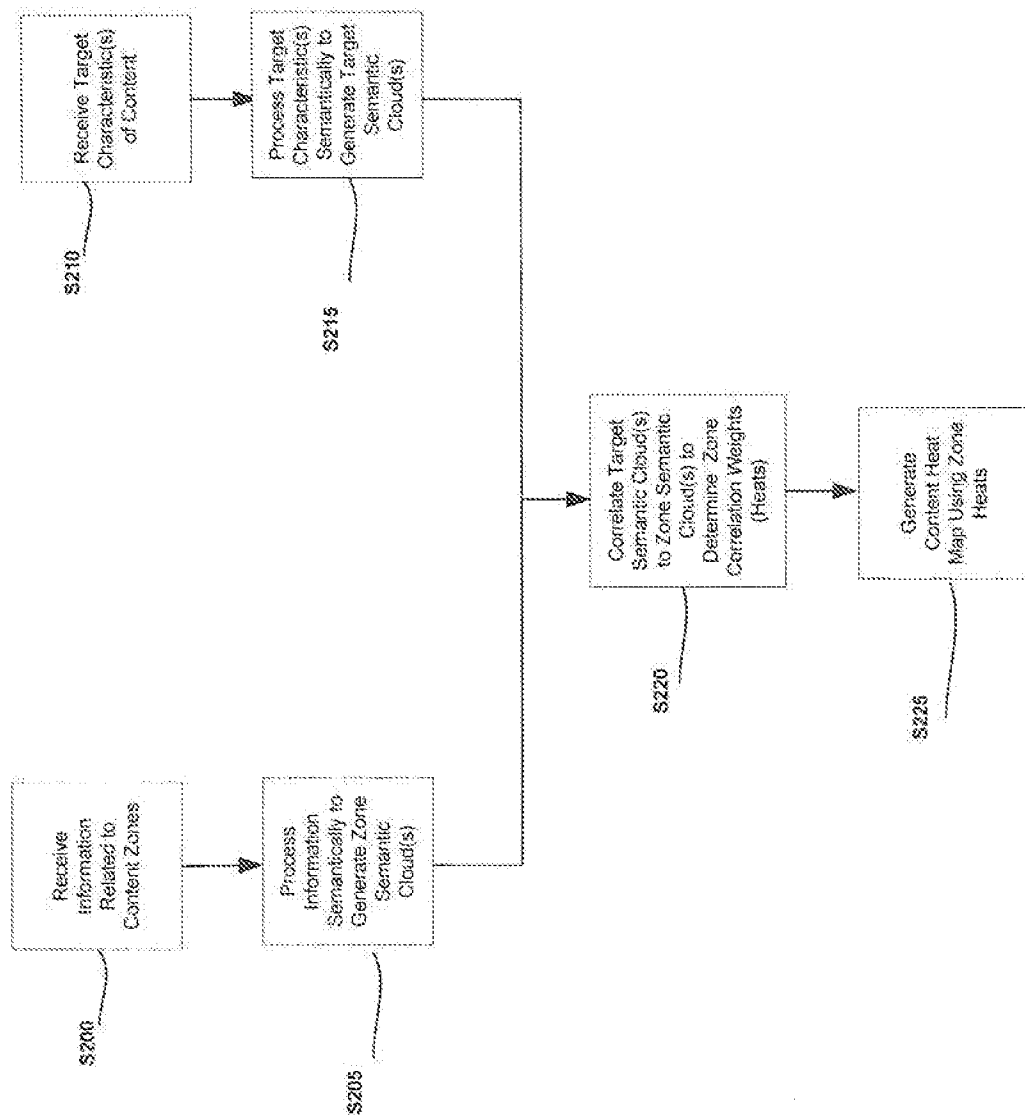 Receive
Information
Related to
Content Zones
S200
Process
Information
Semantically to
Generate Zone
Semantic
Cloud(s)
S205
Receive Target
Characteristic(s)
of Content
S210
Process Target
Characteristic(s)
Semantically to
Generate Target
Semantic
Cloud(s)
S215
Correlate Target
Semantic Cloud(s)
to Zone Semantic
Cloud(s) to
Determine Zone
Correlation Weights
(Heats)
S220
Generate
Content Heat
Map Using Zone
Heats
S225